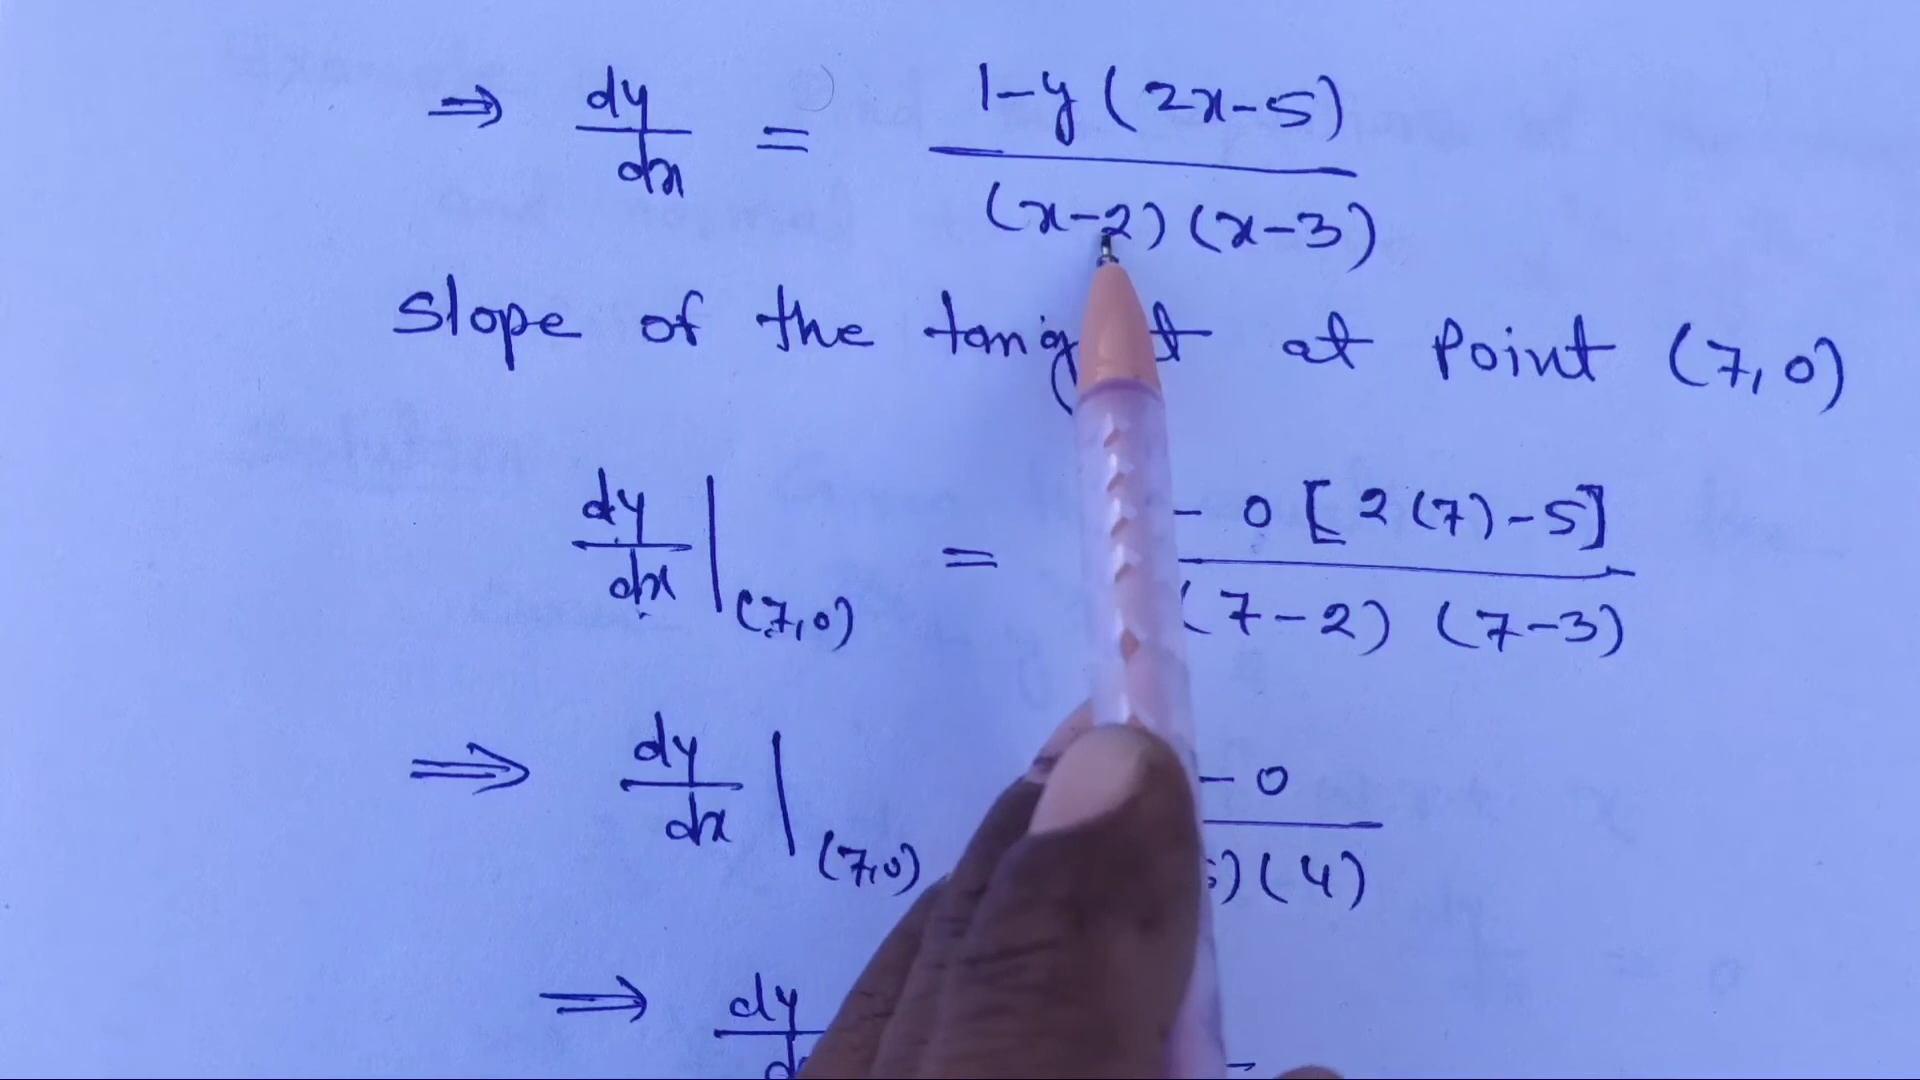 ⇒ dy/dx = 1-y(2x-5) / (x-2)(x-3)
Slope of the at Point (7,0)
dy/dx |(7,0) = - 0[2(7)-5] / (7-2) (7-3)
⇒ dy/dx |(7,0) - 0 / )(4)
⇒ dy